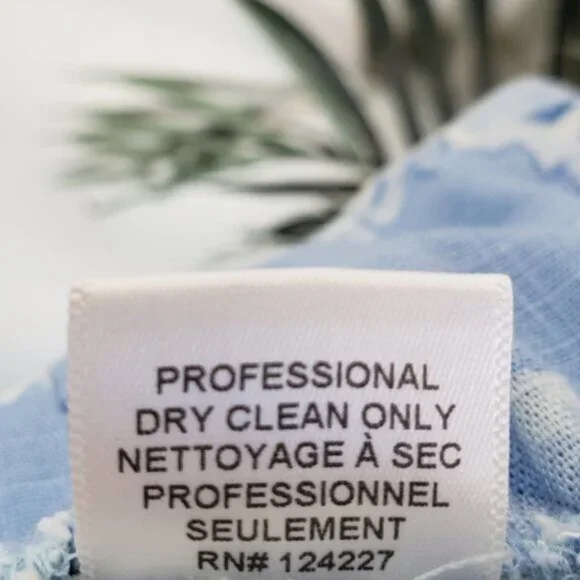 PROFESSIONAL
DRY CLEAN ONLY
NETTOYAGE À SEC
PROFESSIONNEL
SEULEMENT
RN# 124227